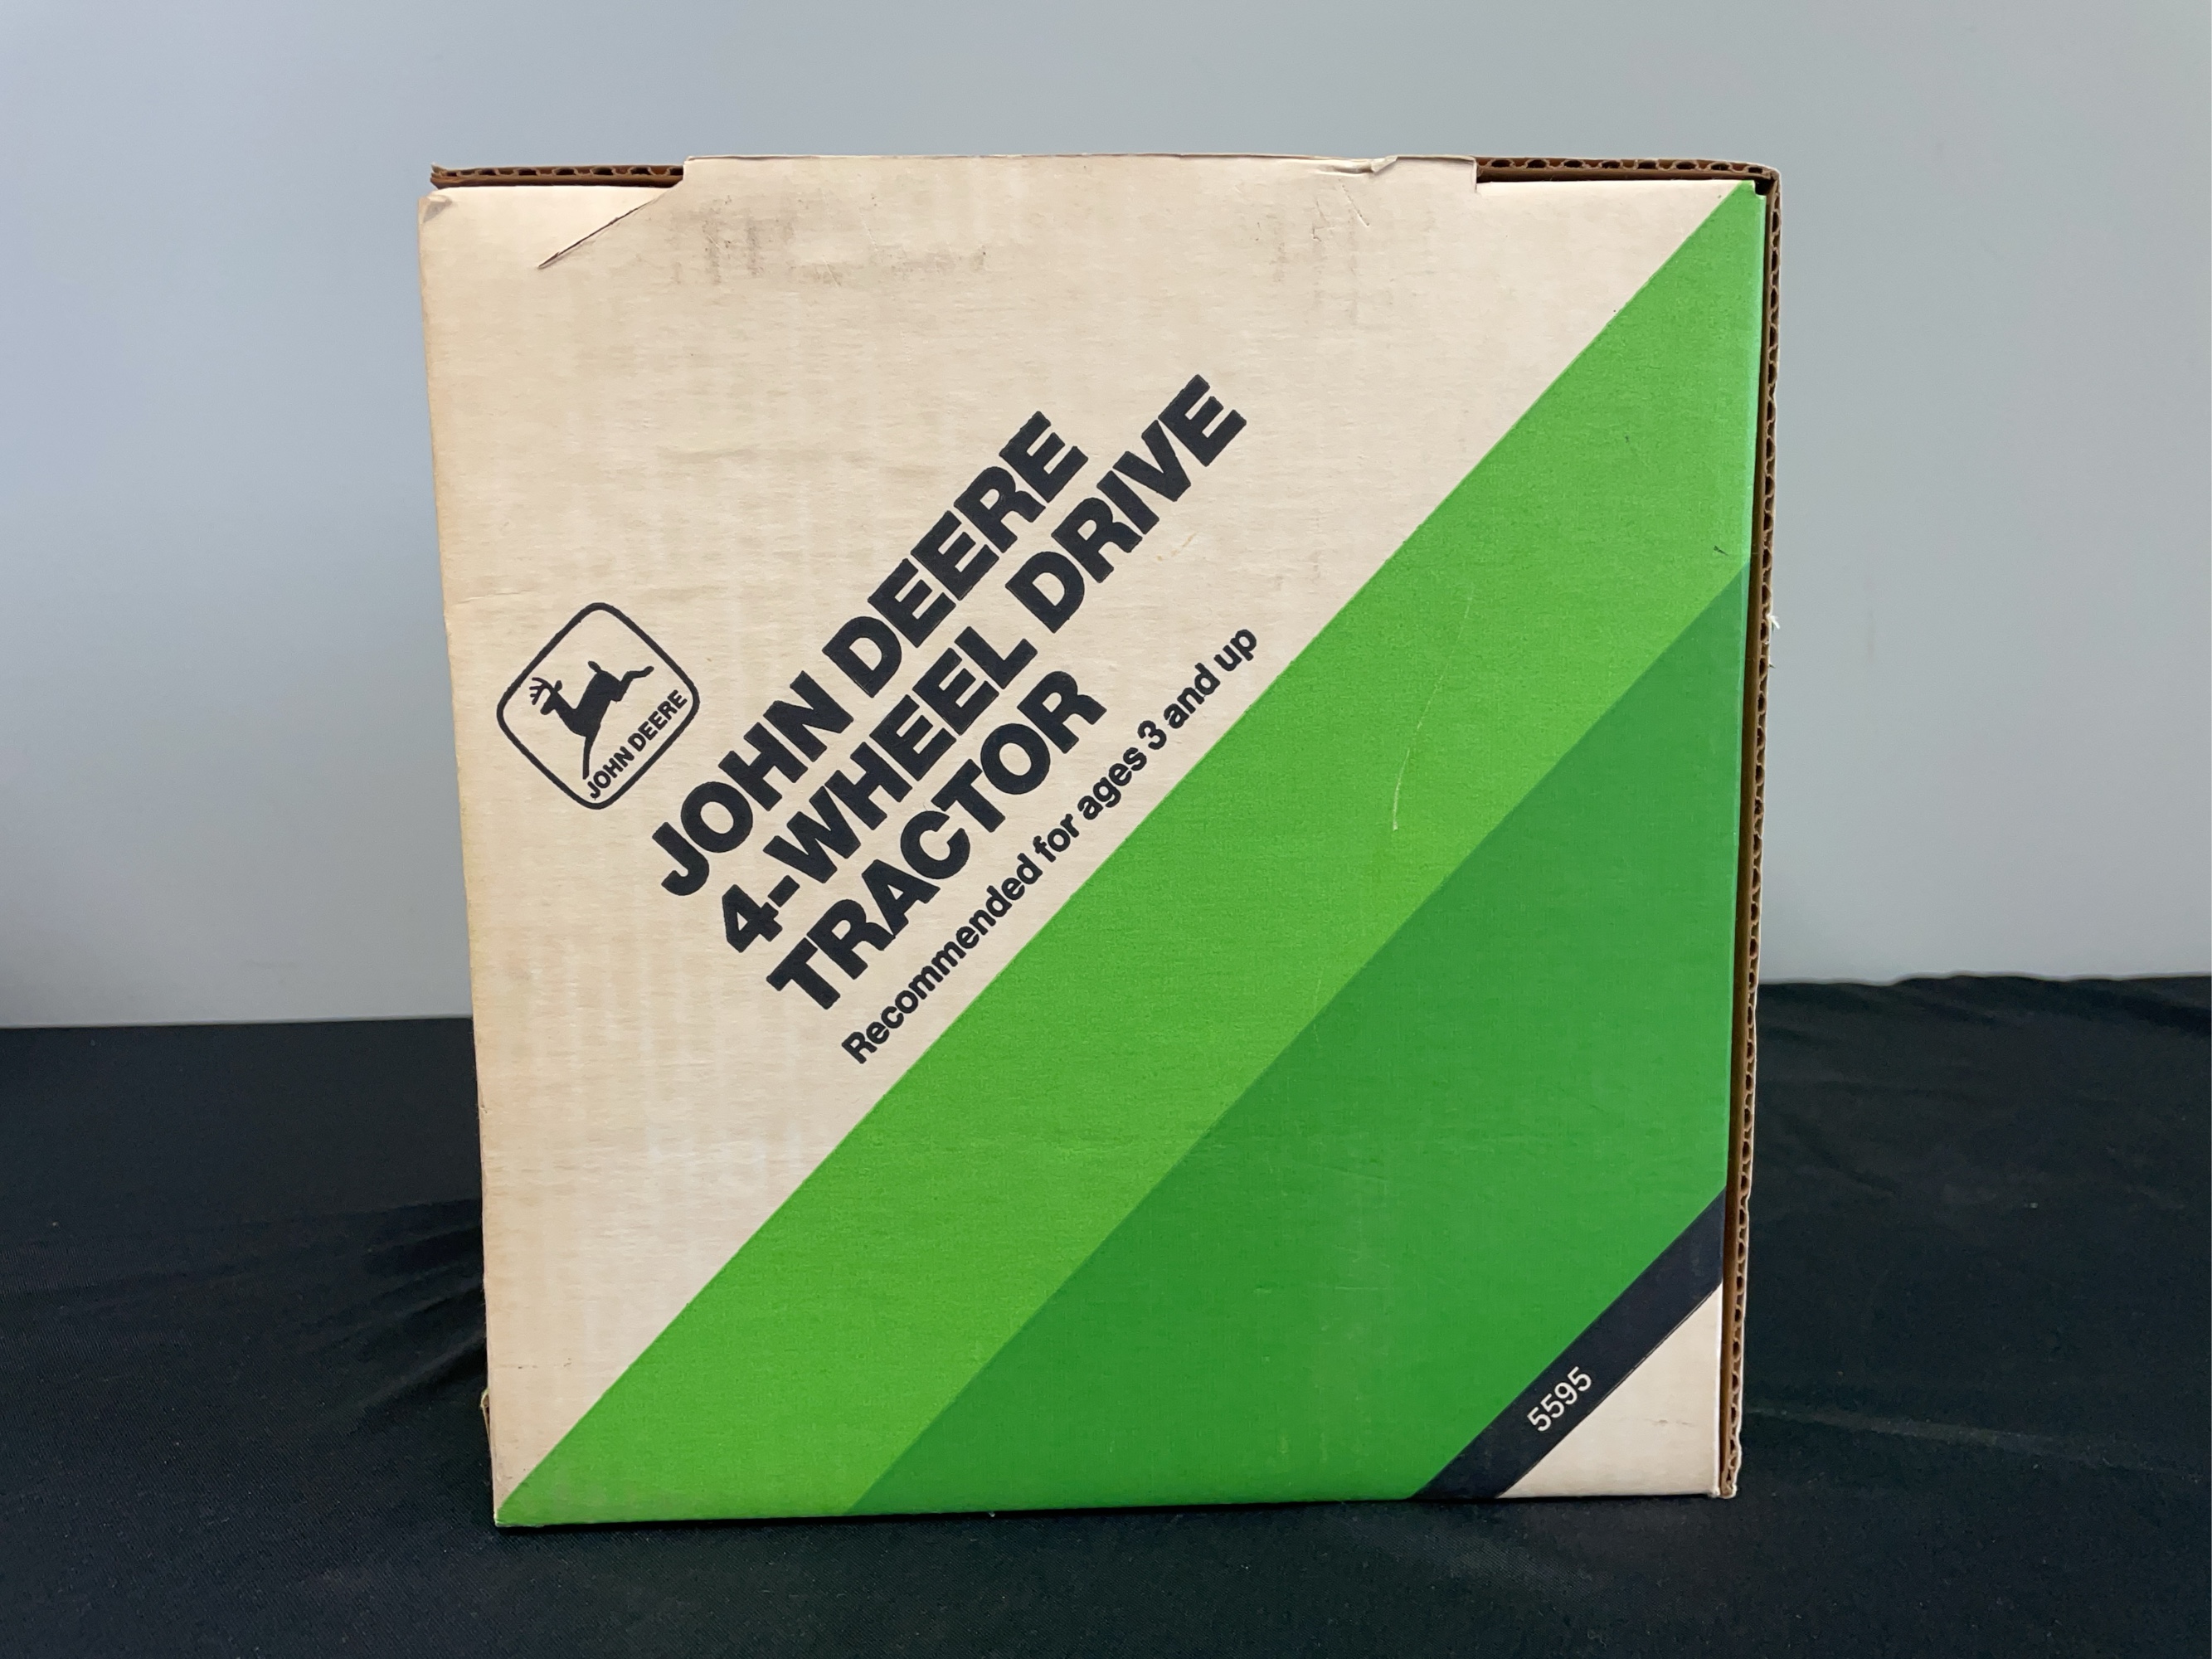 JOHN DEERE
JOHN DEERE
4-WHEEL DRIVE
TRACTOR
Recommended for ages 3 and up
5595